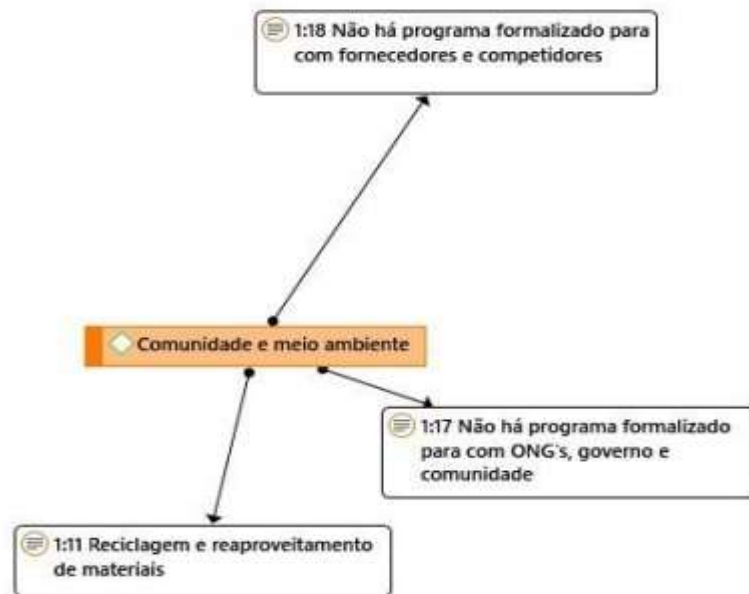 1:18 Não há programa formalizado para
com fornecedores e competidores
Comunidade e meio ambiente
1:17 Não há programa formalizado
para com ONG's, governo e
comunidade
1:11 Reciclagem e reaproveitamento
de materiais